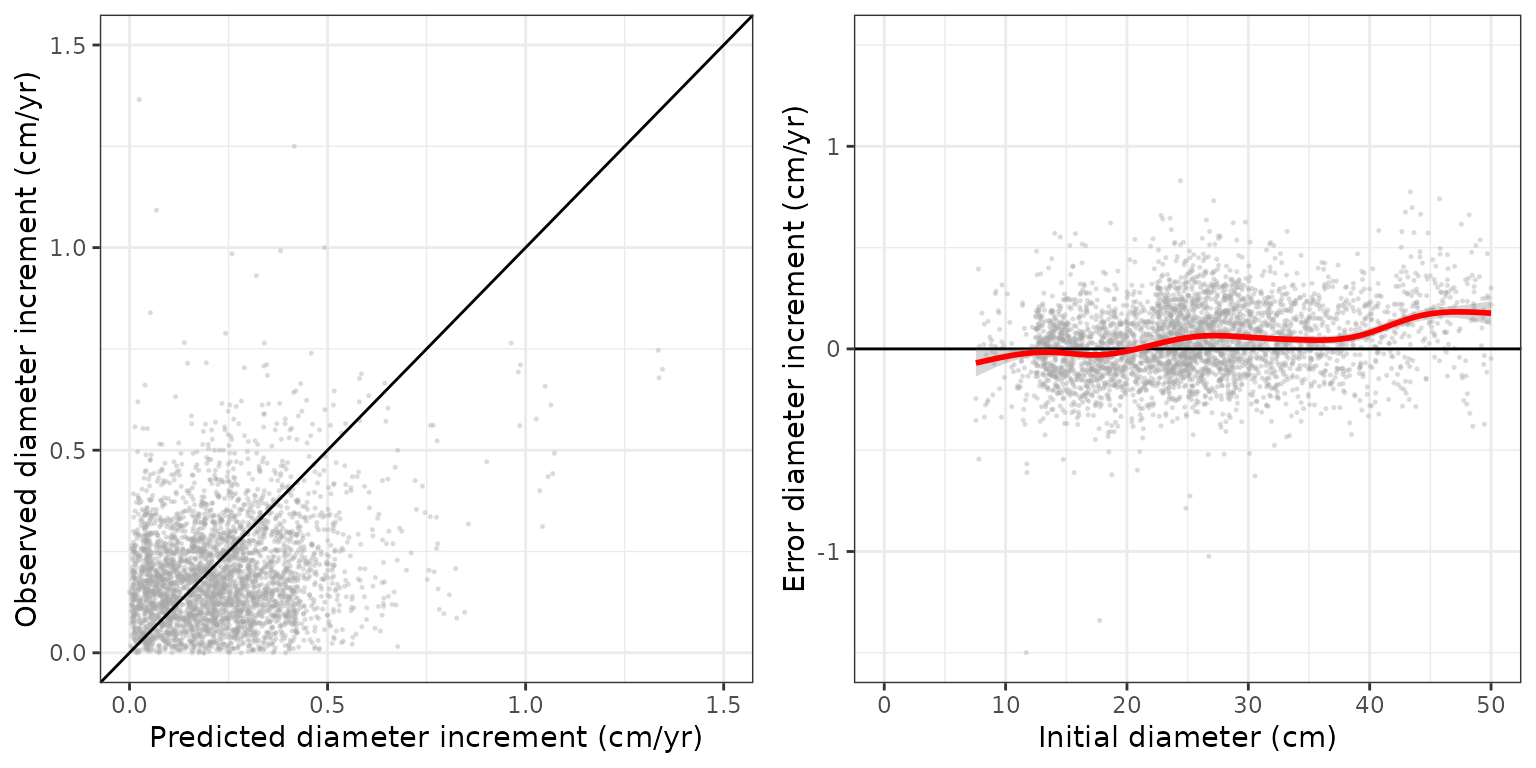 Observed diameter increment (cm/yr)
1.5
1.0
0.5
0.0
0.0 0.5 1.0 1.5
Predicted diameter increment (cm/yr)
Error diameter increment (cm/yr)
1
0
-1
0 10 20 30 40 50
Initial diameter (cm)